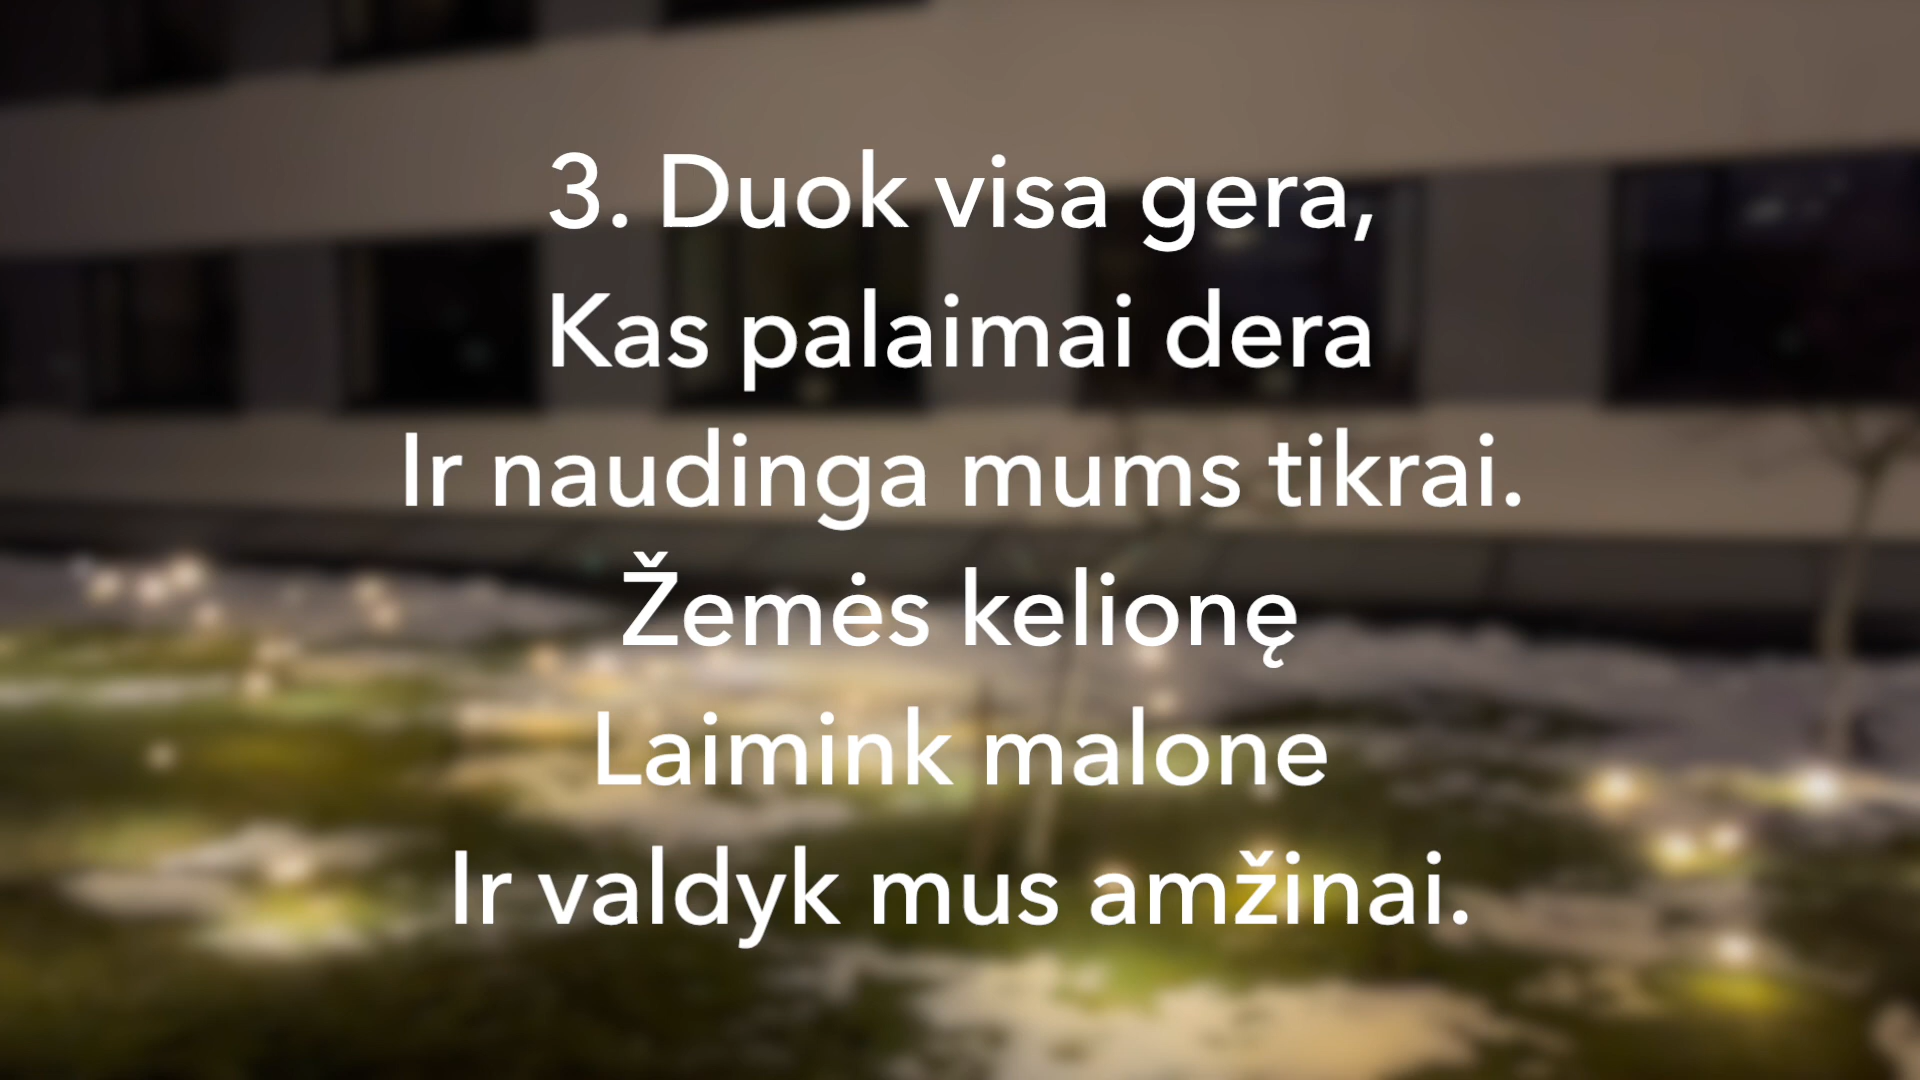 3. Duok visa gera,
Kas palaimai dera
Ir naudinga mums tikrai.
Žemės kelionę
Laimink malone
Ir valdyk mus amžinai.